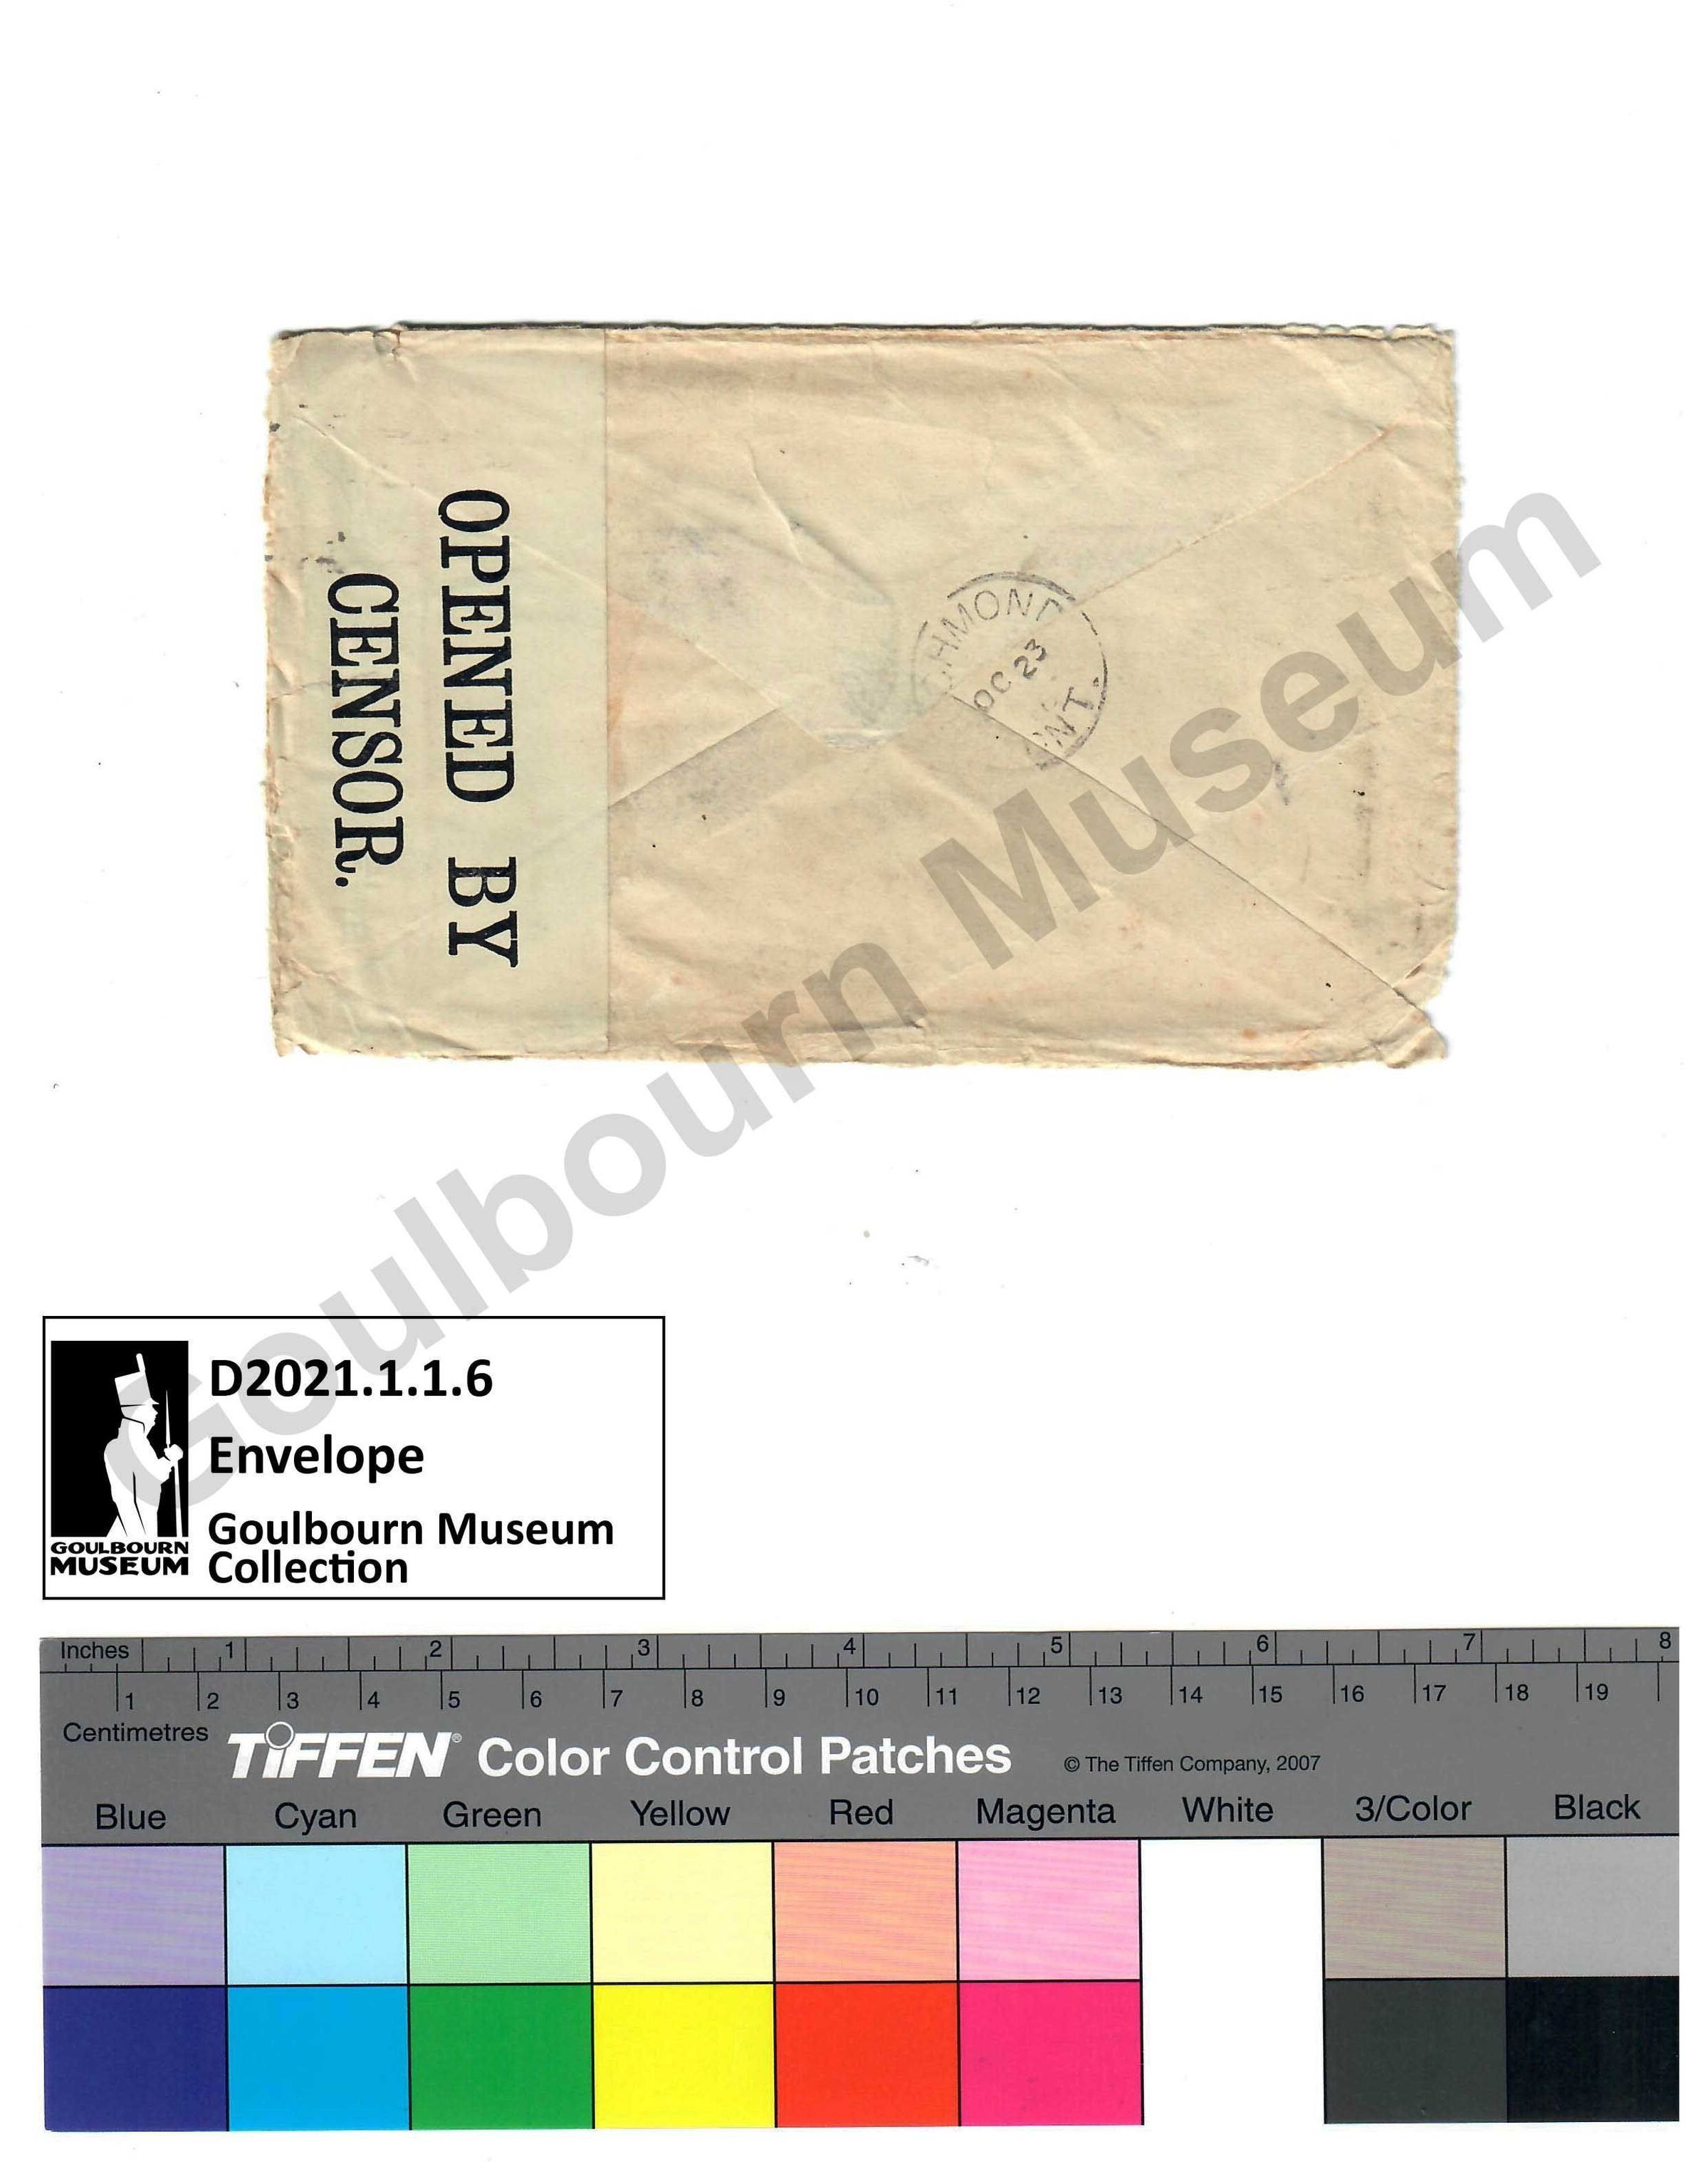 OPENED BY
CENSOR.
HMONT
OC 23
NT.
Goulbourn Museum
D2021.1.1.6
Envelope
Goulbourn Museum
Collection
GOULBOURN
MUSEUM
Inches 1 2 3 4 5 6 7 8
1 2 3 4 5 6 7 8 9 10 11 12 13 14 15 16 17 18 19
Centimetres
TIFFEN® Color Control Patches © The Tiffen Company, 2007
Blue Cyan Green Yellow Red Magenta White 3/Color Black